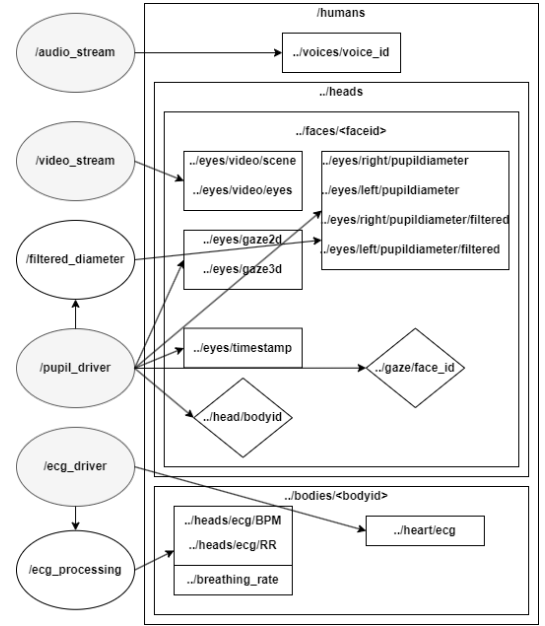 /humans
/audio_stream
../voices/voice_id
../heads
../faces/<faceid>
/video_stream
../eyes/video/scene
../eyes/video/eyes
../eyes/right/pupildiameter
../eyes/left/pupildiameter
../eyes/right/pupildiameter/filtered
../eyes/left/pupildiameter/filtered
/filtered_diameter
../eyes/gaze2d
../eyes/gaze3d
/pupil_driver
../eyes/timestamp
../gaze/face_id
../head/bodyid
/ecg_driver
../bodies/<bodyid>
../heads/ecg/BPM
../heads/ecg/RR
../breathing_rate
../heart/ecg
/ecg_processing